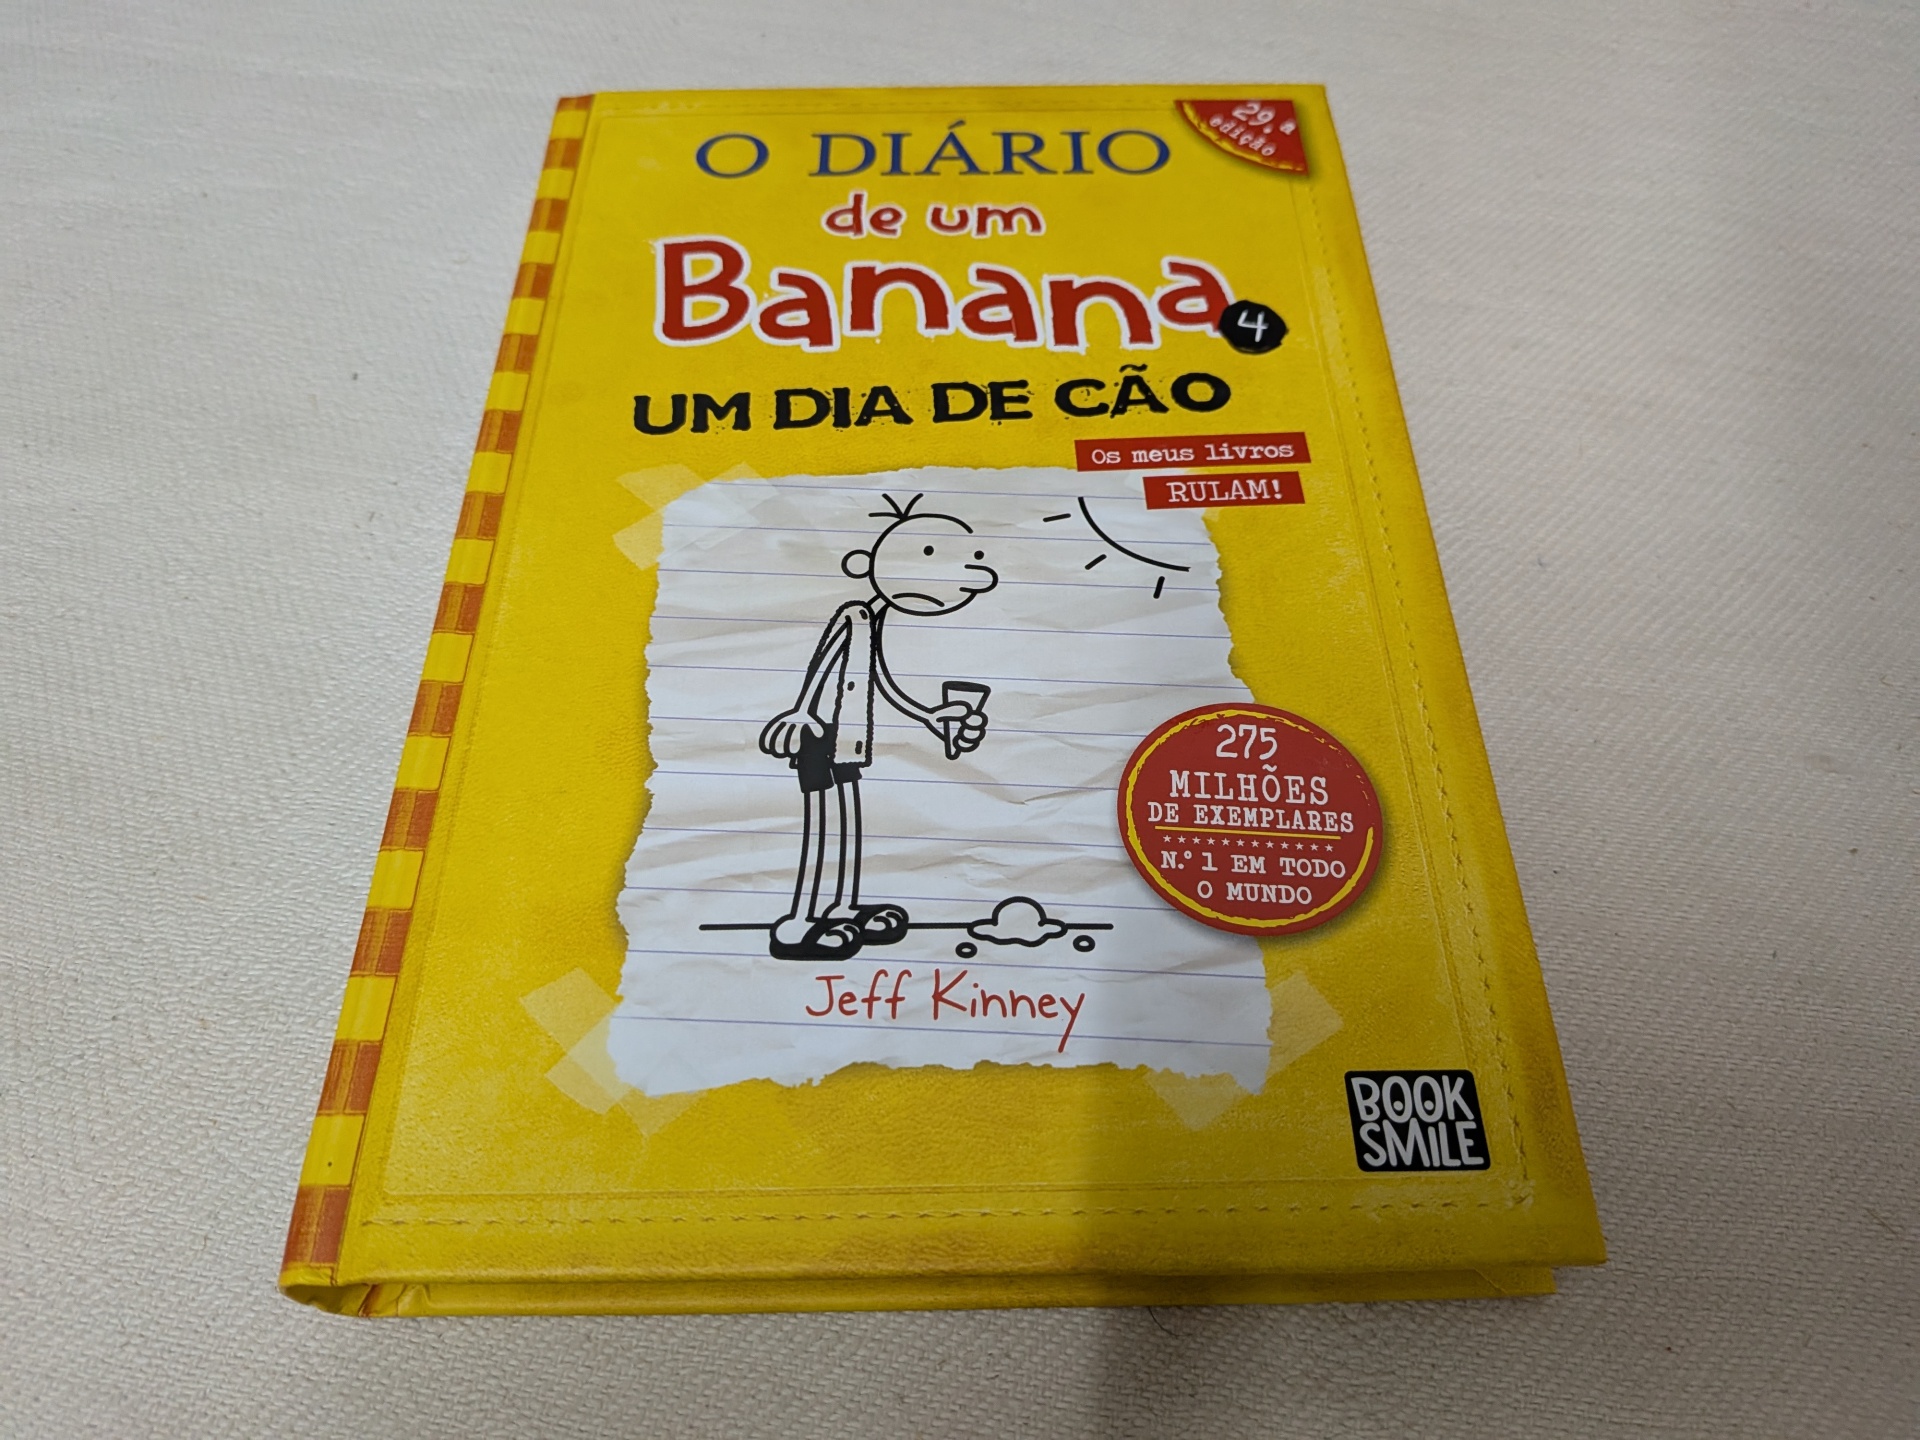 29.ª
edição
O DIÁRIO
de um
Banana
4
UM DIA DE CÃO
Os meus livros
RULAM!
275
MILHÕES
DE EXEMPLARES
N.º 1 EM TODO
O MUNDO
Jeff Kinney
BOOK
SMILE